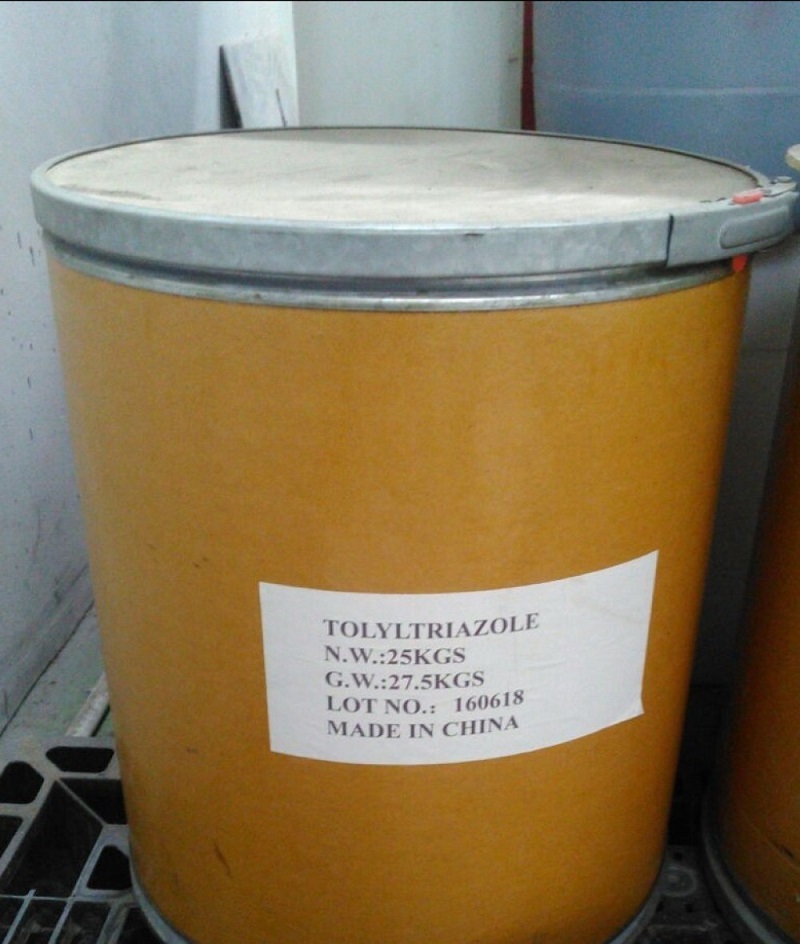 TOLYLTRIAZOLE
N.W.:25KGS
G.W.:27.5KGS
LOT NO.: 160618
MADE IN CHINA